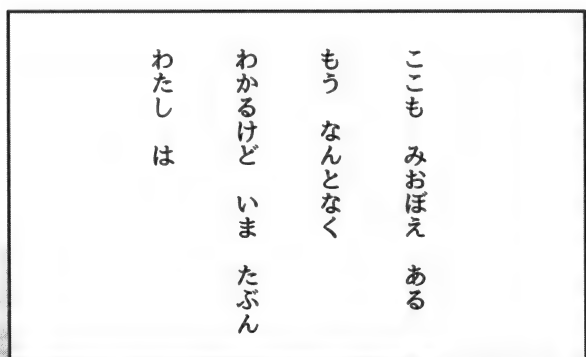 ここも　みおぼえ　ある
もう　なんとなく
わかるけど　いま　たぶん
わたし　は